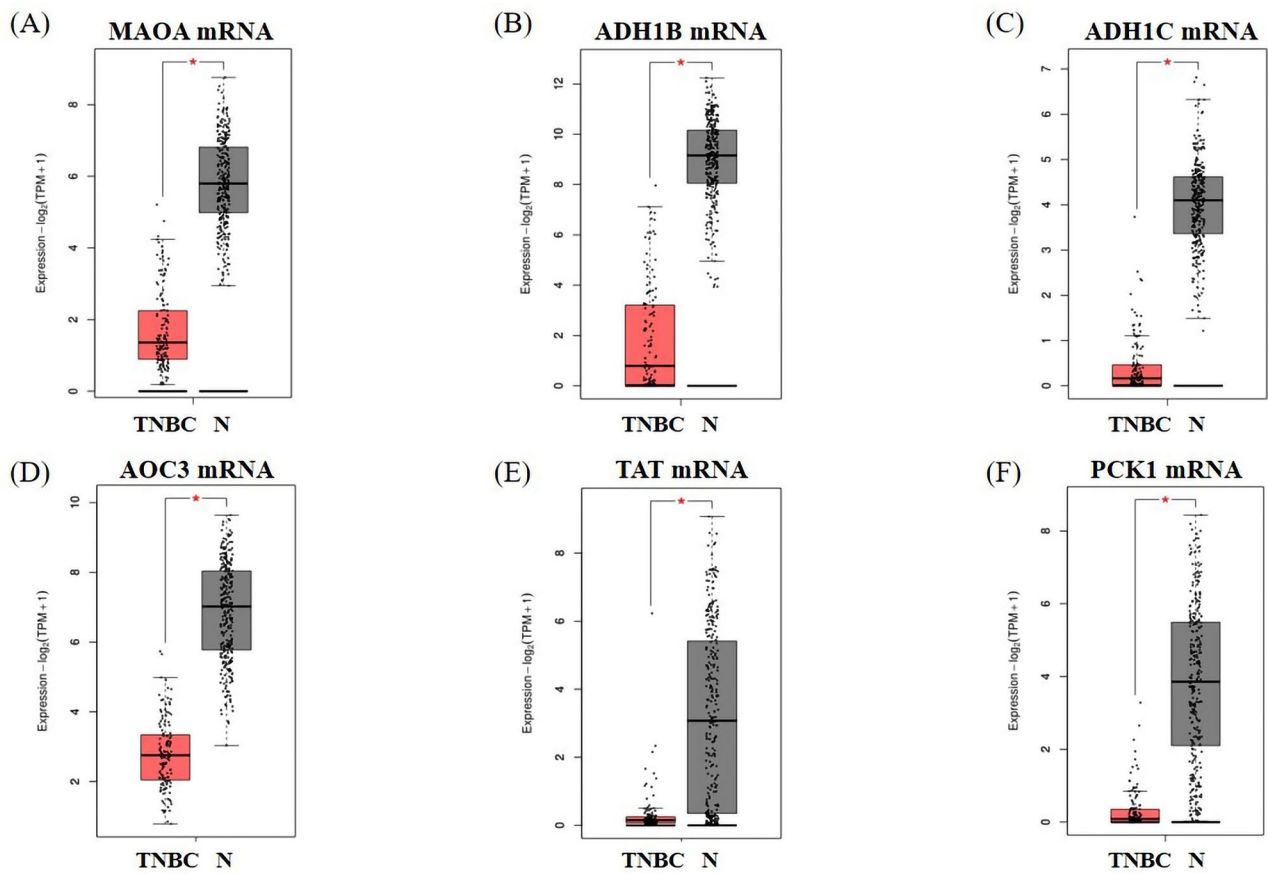 (A)
MAOA mRNA
Expression – log2(TPM + 1)
8
6
4
2
0
TNBC N
(B)
ADH1B mRNA
Expression – log2(TPM + 1)
12
10
8
6
4
2
0
TNBC N
(C)
ADH1C mRNA
Expression – log2(TPM + 1)
7
6
5
4
3
2
1
0
TNBC N
(D)
AOC3 mRNA
Expression – log2(TPM + 1)
10
8
6
4
2
TNBC N
(E)
TAT mRNA
Expression – log2(TPM + 1)
8
6
4
2
0
TNBC N
(F)
PCK1 mRNA
Expression – log2(TPM + 1)
8
6
4
2
0
TNBC N